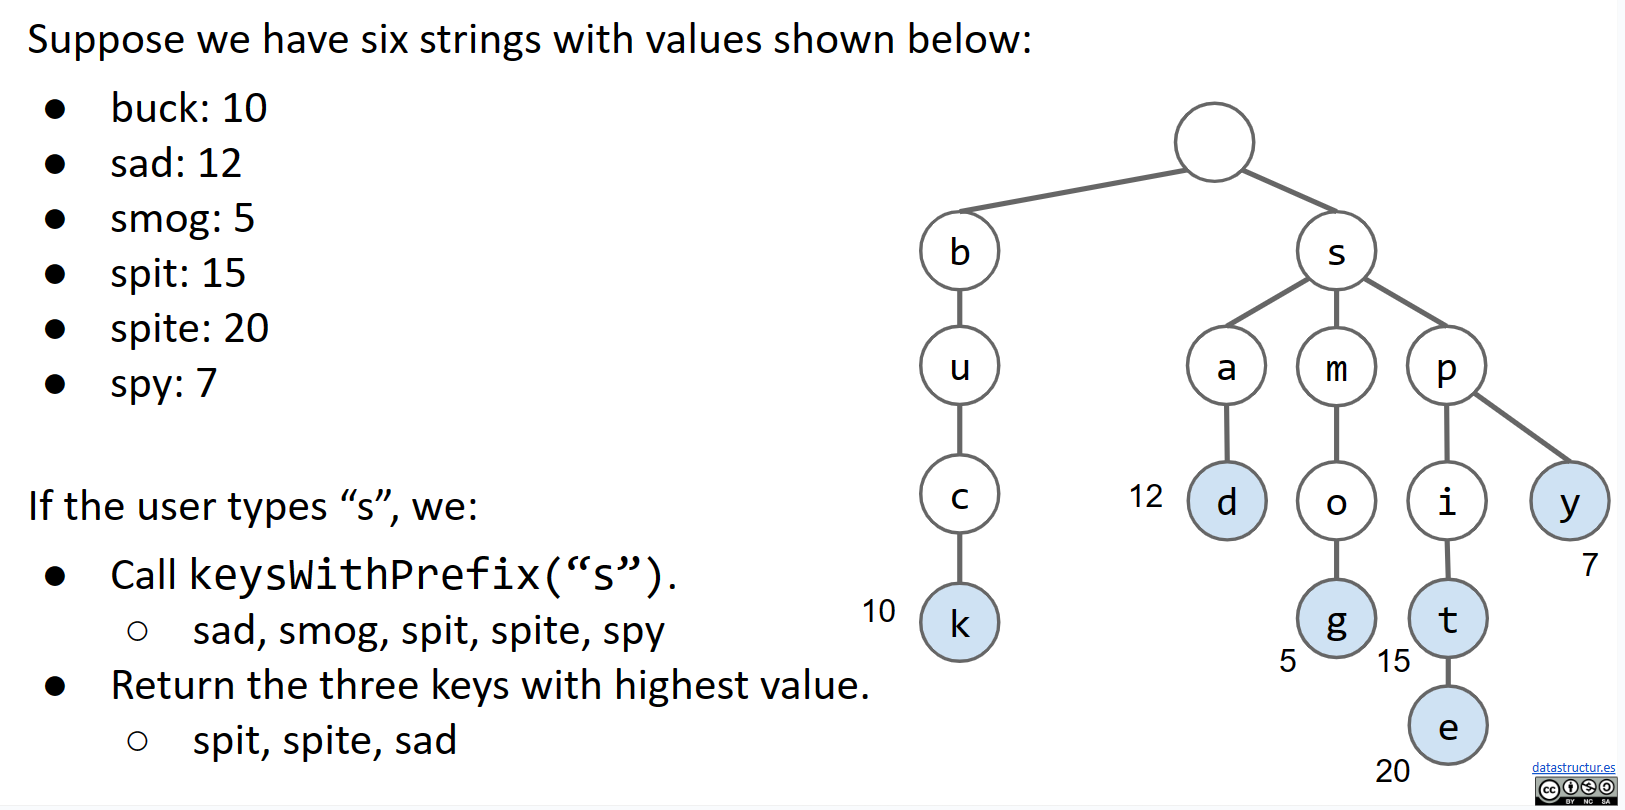 Suppose we have six strings with values shown below:
● buck: 10
● sad: 12
● smog: 5
● spit: 15
● spite: 20
● spy: 7
If the user types “s”, we:
● Call keysWithPrefix(“s”).
○ sad, smog, spit, spite, spy
● Return the three keys with highest value.
○ spit, spite, sad
b s
u a m p
c 12 d o i y
7
10 k g t
5 15
e
20
datastructur.es
cc
BY NC SA